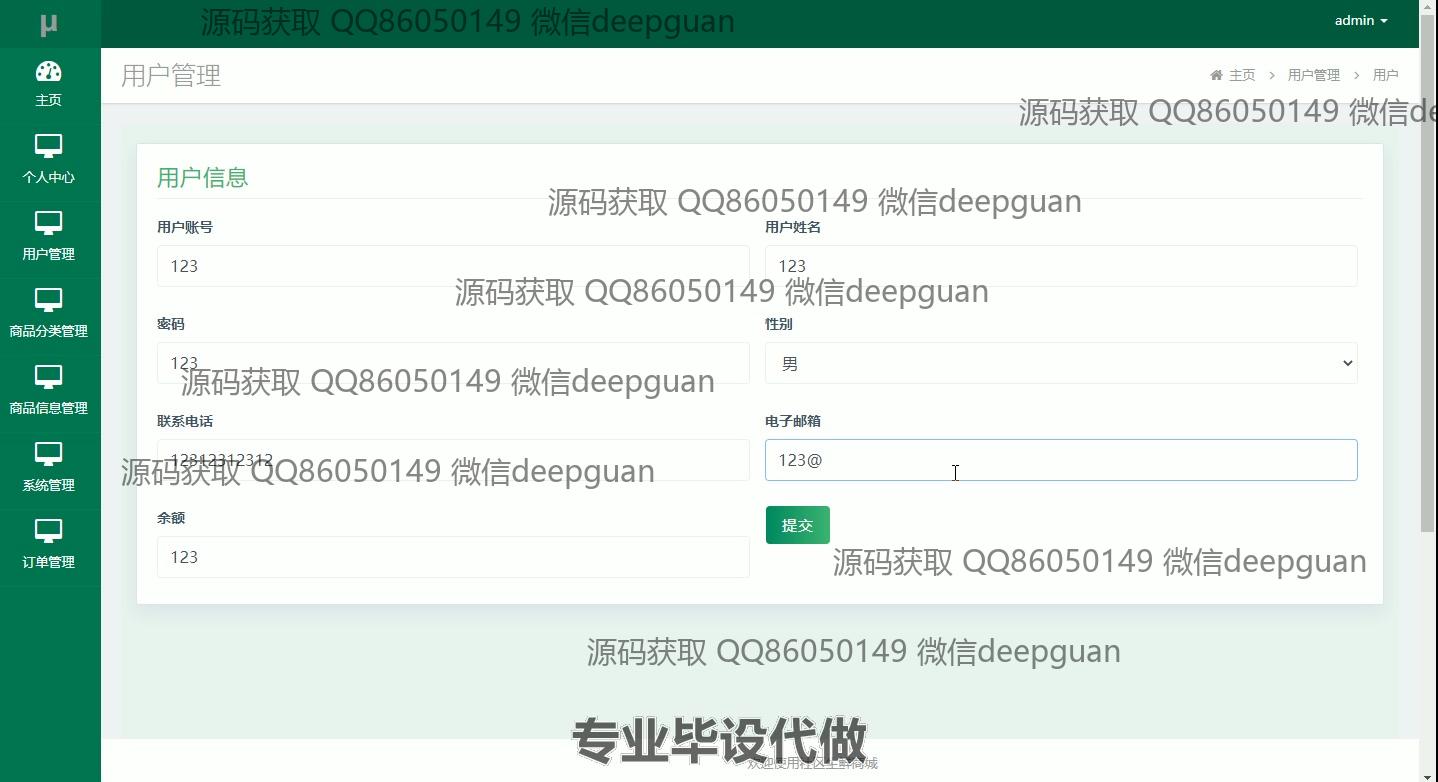 µ
源码获取 QQ86050149 微信deepguan
admin
用户管理
主页 > 用户管理 > 用户
源码获取 QQ86050149 微信de
主页
个人中心
用户管理
商品分类管理
商品信息管理
系统管理
订单管理
用户信息
源码获取 QQ86050149 微信deepguan
用户账号
用户姓名
123
123
源码获取 QQ86050149 微信deepguan
密码
性别
123
男
源码获取 QQ86050149 微信deepguan
联系电话
电子邮箱
12312312312
123@
源码获取 QQ86050149 微信deepguan
余额
提交
123
源码获取 QQ86050149 微信deepguan
源码获取 QQ86050149 微信deepguan
专业毕设代做
欢迎使用社区生鲜商城